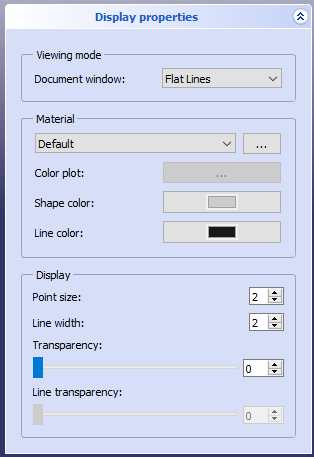 Display properties
Viewing mode
Document window: Flat Lines
Material
Default ...
Color plot: ...
Shape color:
Line color:
Display
Point size: 2
Line width: 2
Transparency:
0
Line transparency:
0